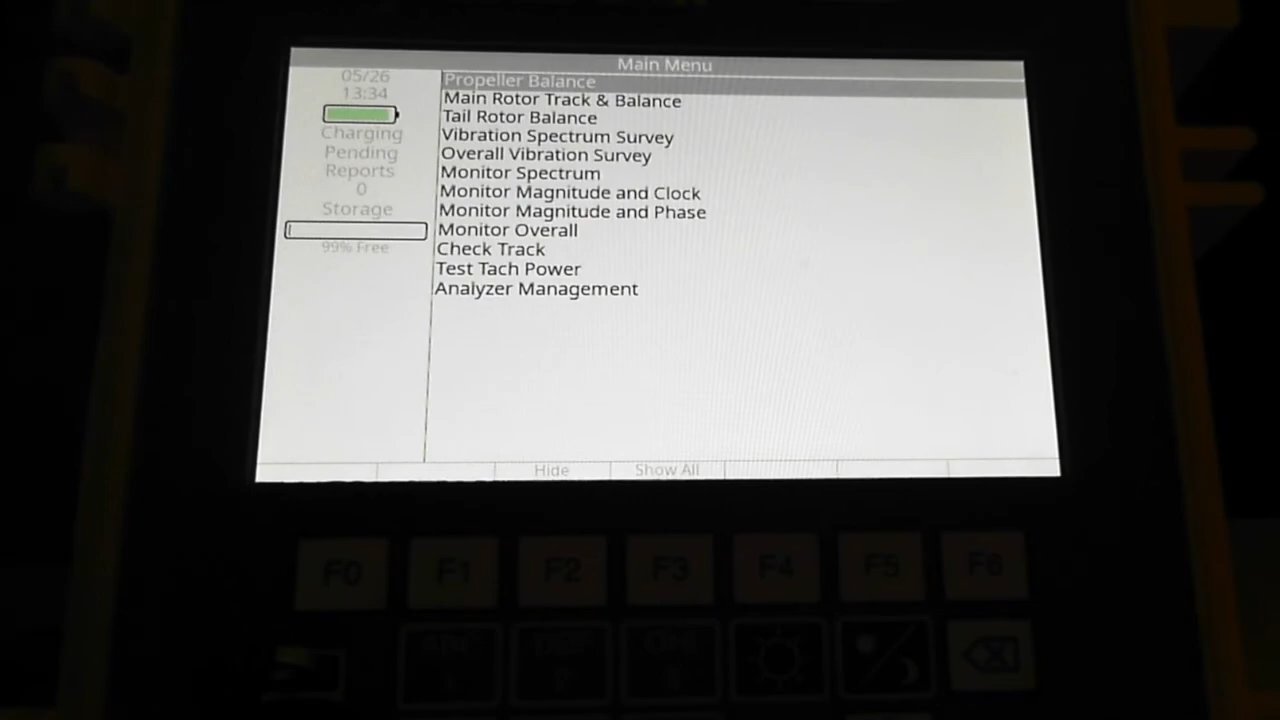 Main Menu
05/26
13:34
Charging
Pending
Reports
0
Storage
99% Free
Propeller Balance
Main Rotor Track & Balance
Tail Rotor Balance
Vibration Spectrum Survey
Overall Vibration Survey
Monitor Spectrum
Monitor Magnitude and Clock
Monitor Magnitude and Phase
Monitor Overall
Check Track
Test Tach Power
Analyzer Management
Hide Show All
F0 F1 F2 F3 F4 F5 F6